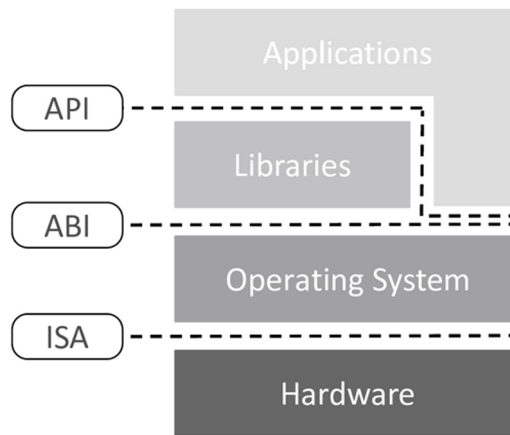 Applications
API
Libraries
ABI
Operating System
ISA
Hardware